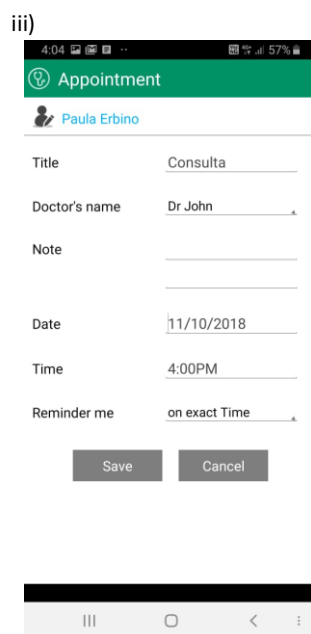 iii)
4:04 57%
Appointment
Paula Erbino
Title Consulta
Doctor's name Dr John
Note
Date 11/10/2018
Time 4:00PM
Reminder me on exact Time
Save Cancel